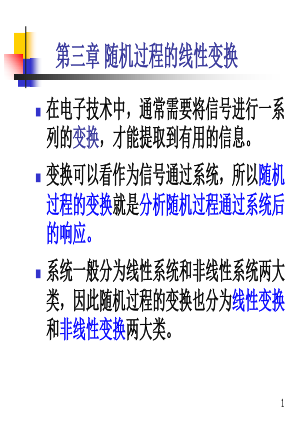 第三章 随机过程的线性变换
在电子技术中，通常需要将信号进行一系
列的变换，才能提取到有用的信息。
变换可以看作为信号通过系统，所以随机
过程的变换就是分析随机过程通过系统后
的响应。
系统一般分为线性系统和非线性系统两大
类，因此随机过程的变换也分为线性变换
和非线性变换两大类。
1